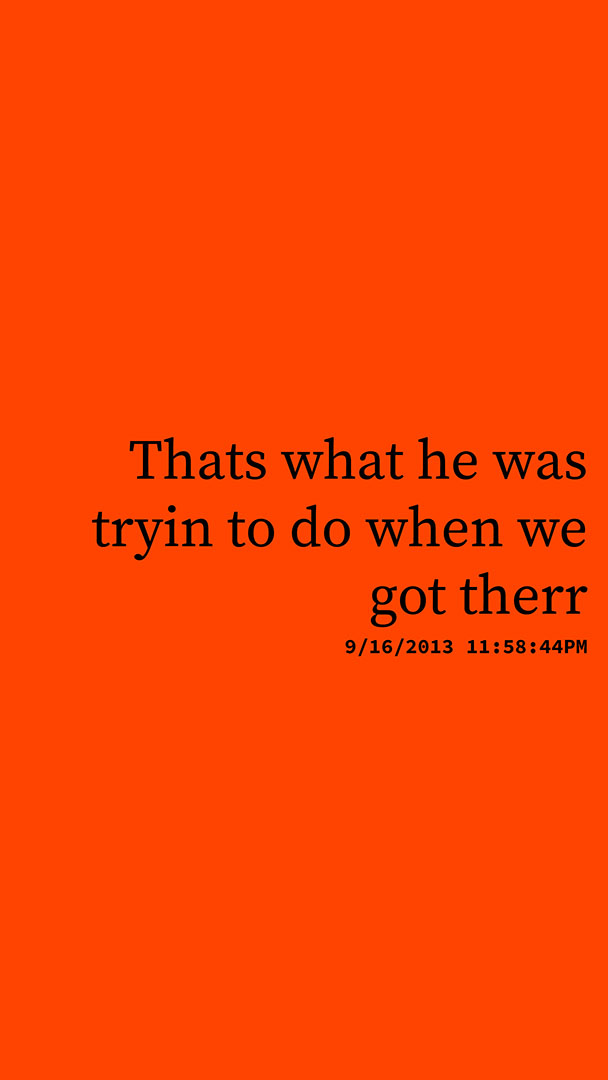 Thats what he was
tryin to do when we
got therr
9/16/2013 11:58:44PM